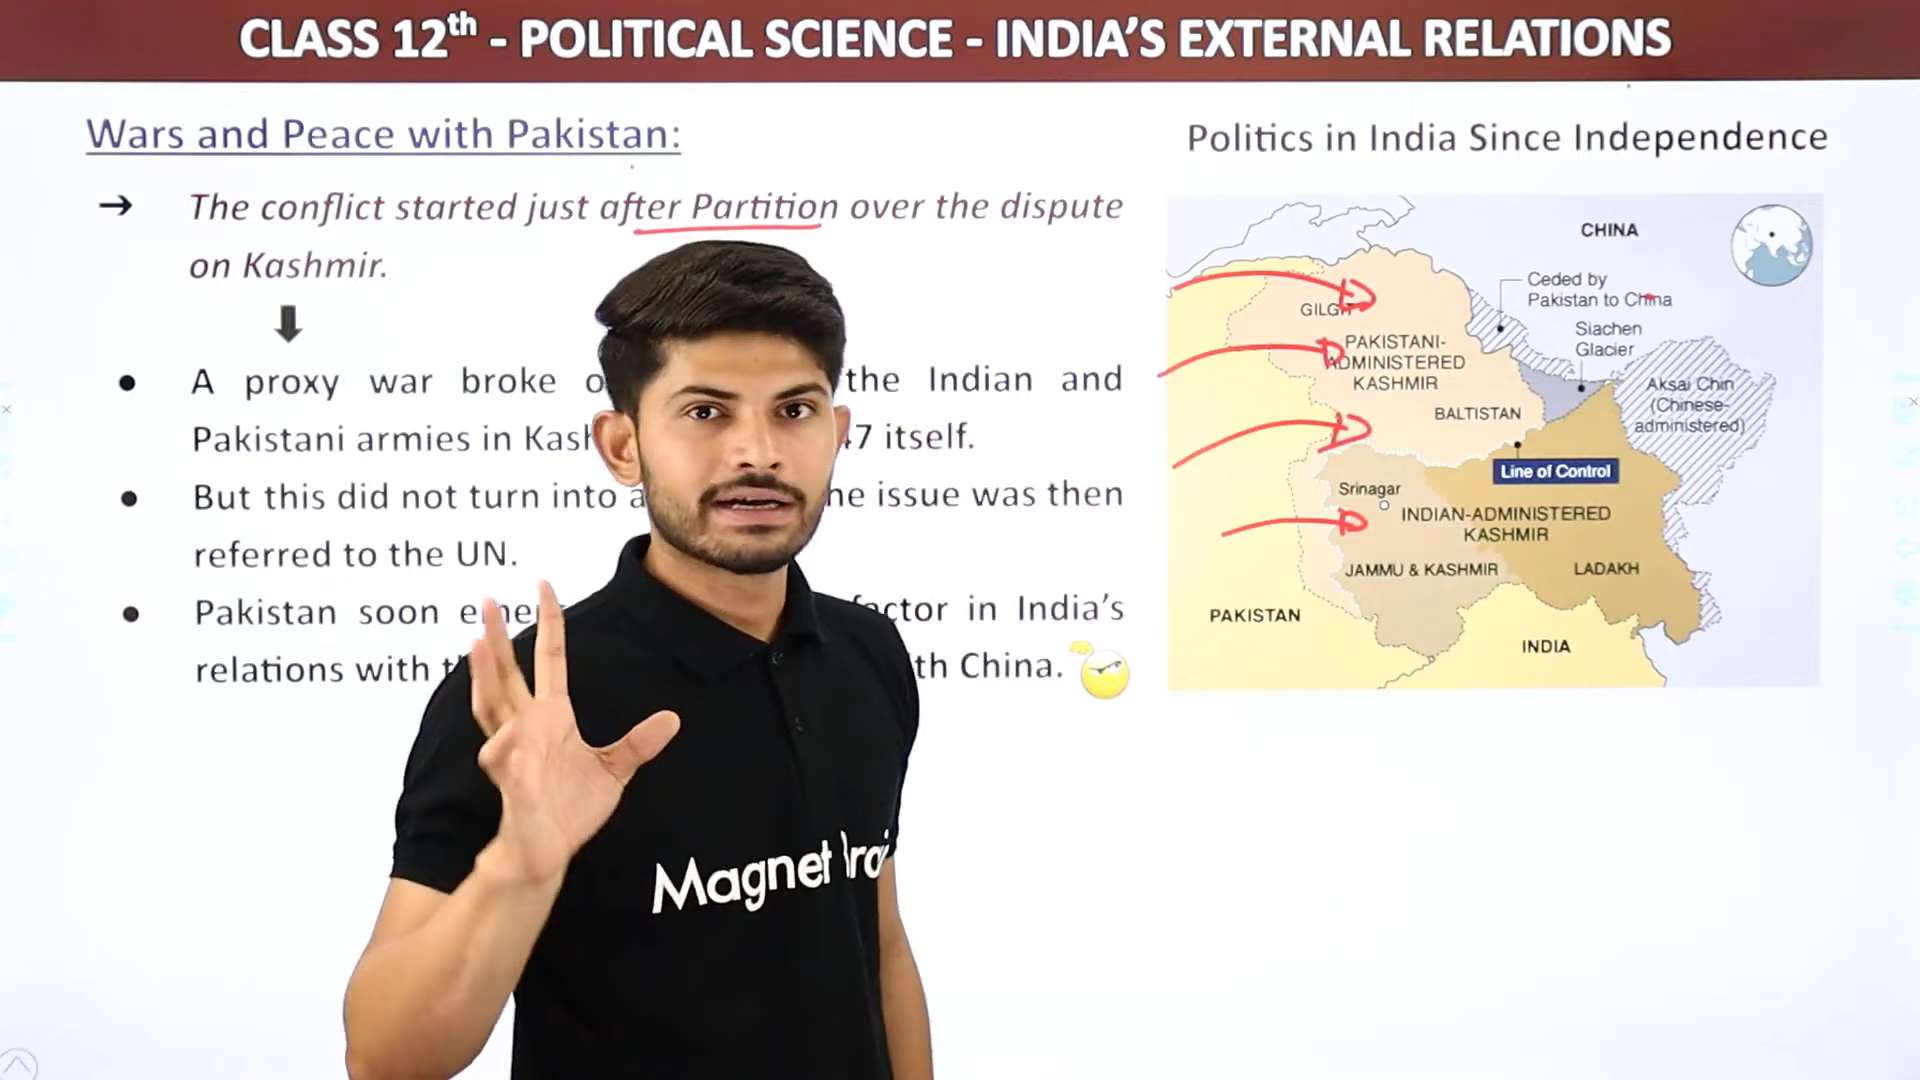 CLASS 12th - POLITICAL SCIENCE - INDIA'S EXTERNAL RELATIONS
Wars and Peace with Pakistan:
➔ The conflict started just after Partition over the dispute
on Kashmir.
● A proxy war broke the Indian and
Pakistani armies in itself.
● But this did not turn into a issue was then
referred to the UN.
● Pakistan soon factor in India's
relations with China.
Politics in India Since Independence
CHINA
Ceded by
Pakistan to China
Siachen
Glacier
GILGIT
PAKISTANI-
ADMINISTERED
KASHMIR
BALTISTAN
Aksai Chin
(Chinese-
administered)
Line of Control
Srinagar
INDIAN-ADMINISTERED
KASHMIR
JAMMU & KASHMIR
LADAKH
PAKISTAN
INDIA
Magnet